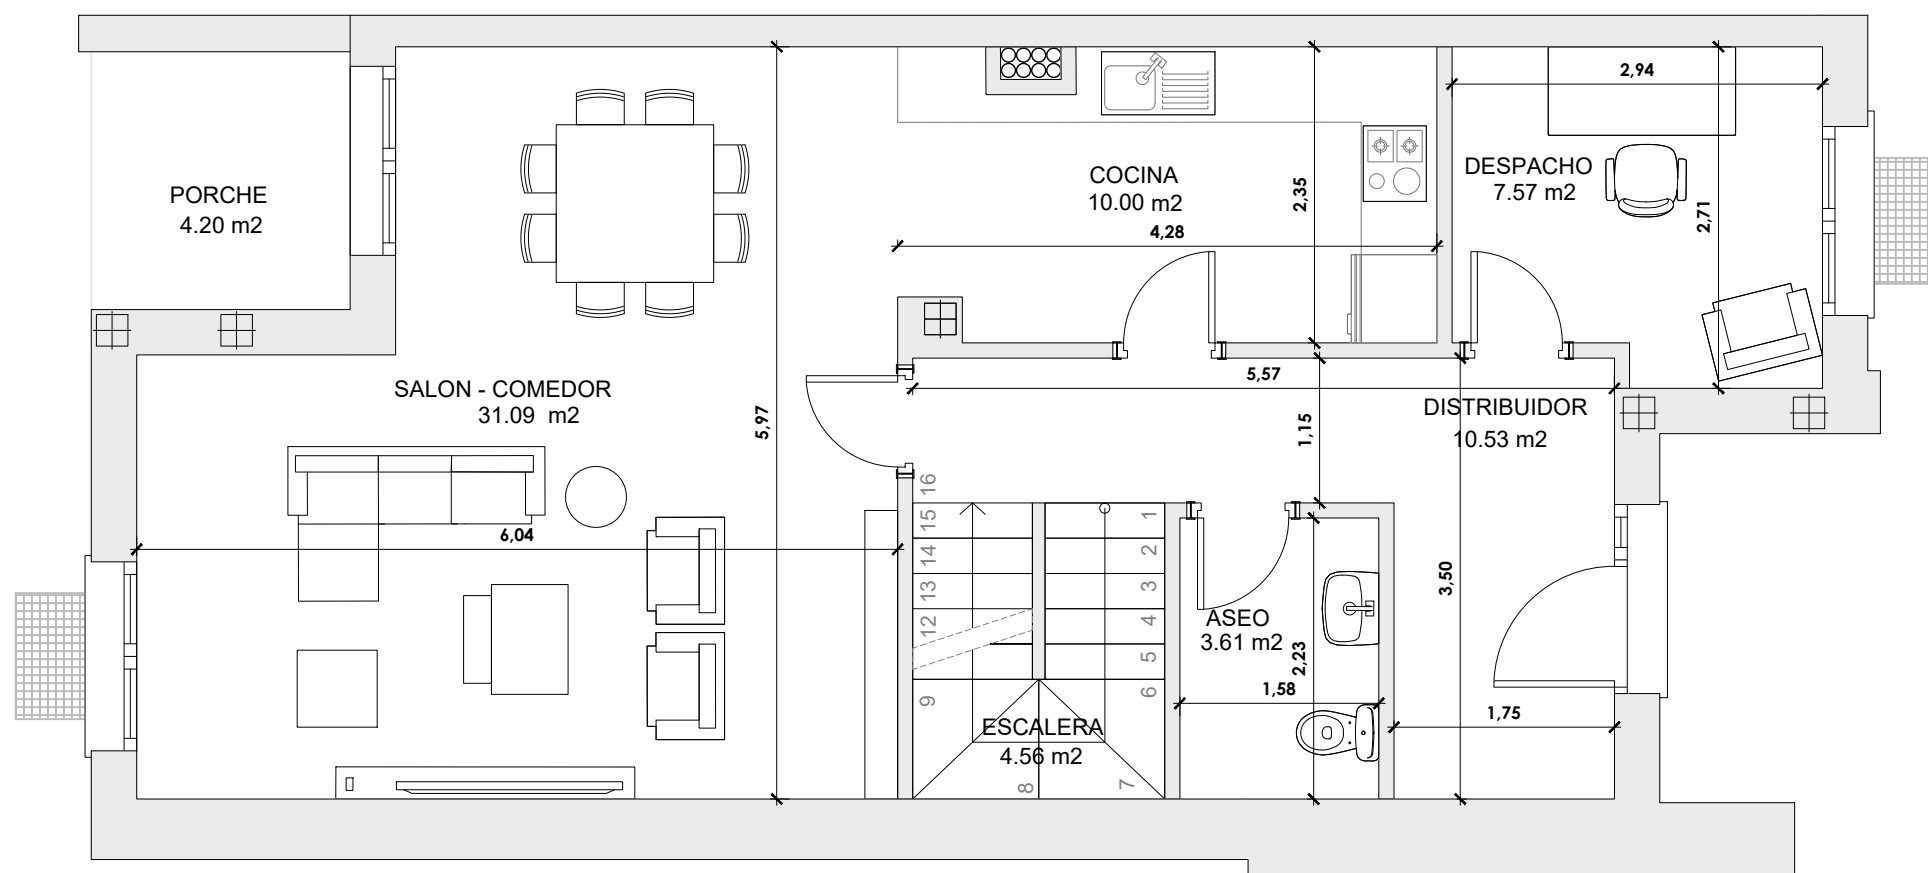 2,94
PORCHE
4.20 m2
COCINA
10.00 m2
2,35
4,28
DESPACHO
7.57 m2
2,71
SALON - COMEDOR
31.09 m2
5,97
5,57
1,15
DISTRIBUIDOR
10.53 m2
6,04
16
15
14
13
12
9
8
7
6
5
4
3
2
1
3,50
ASEO
3.61 m2
2,23
1,58
1,75
ESCALERA
4.56 m2